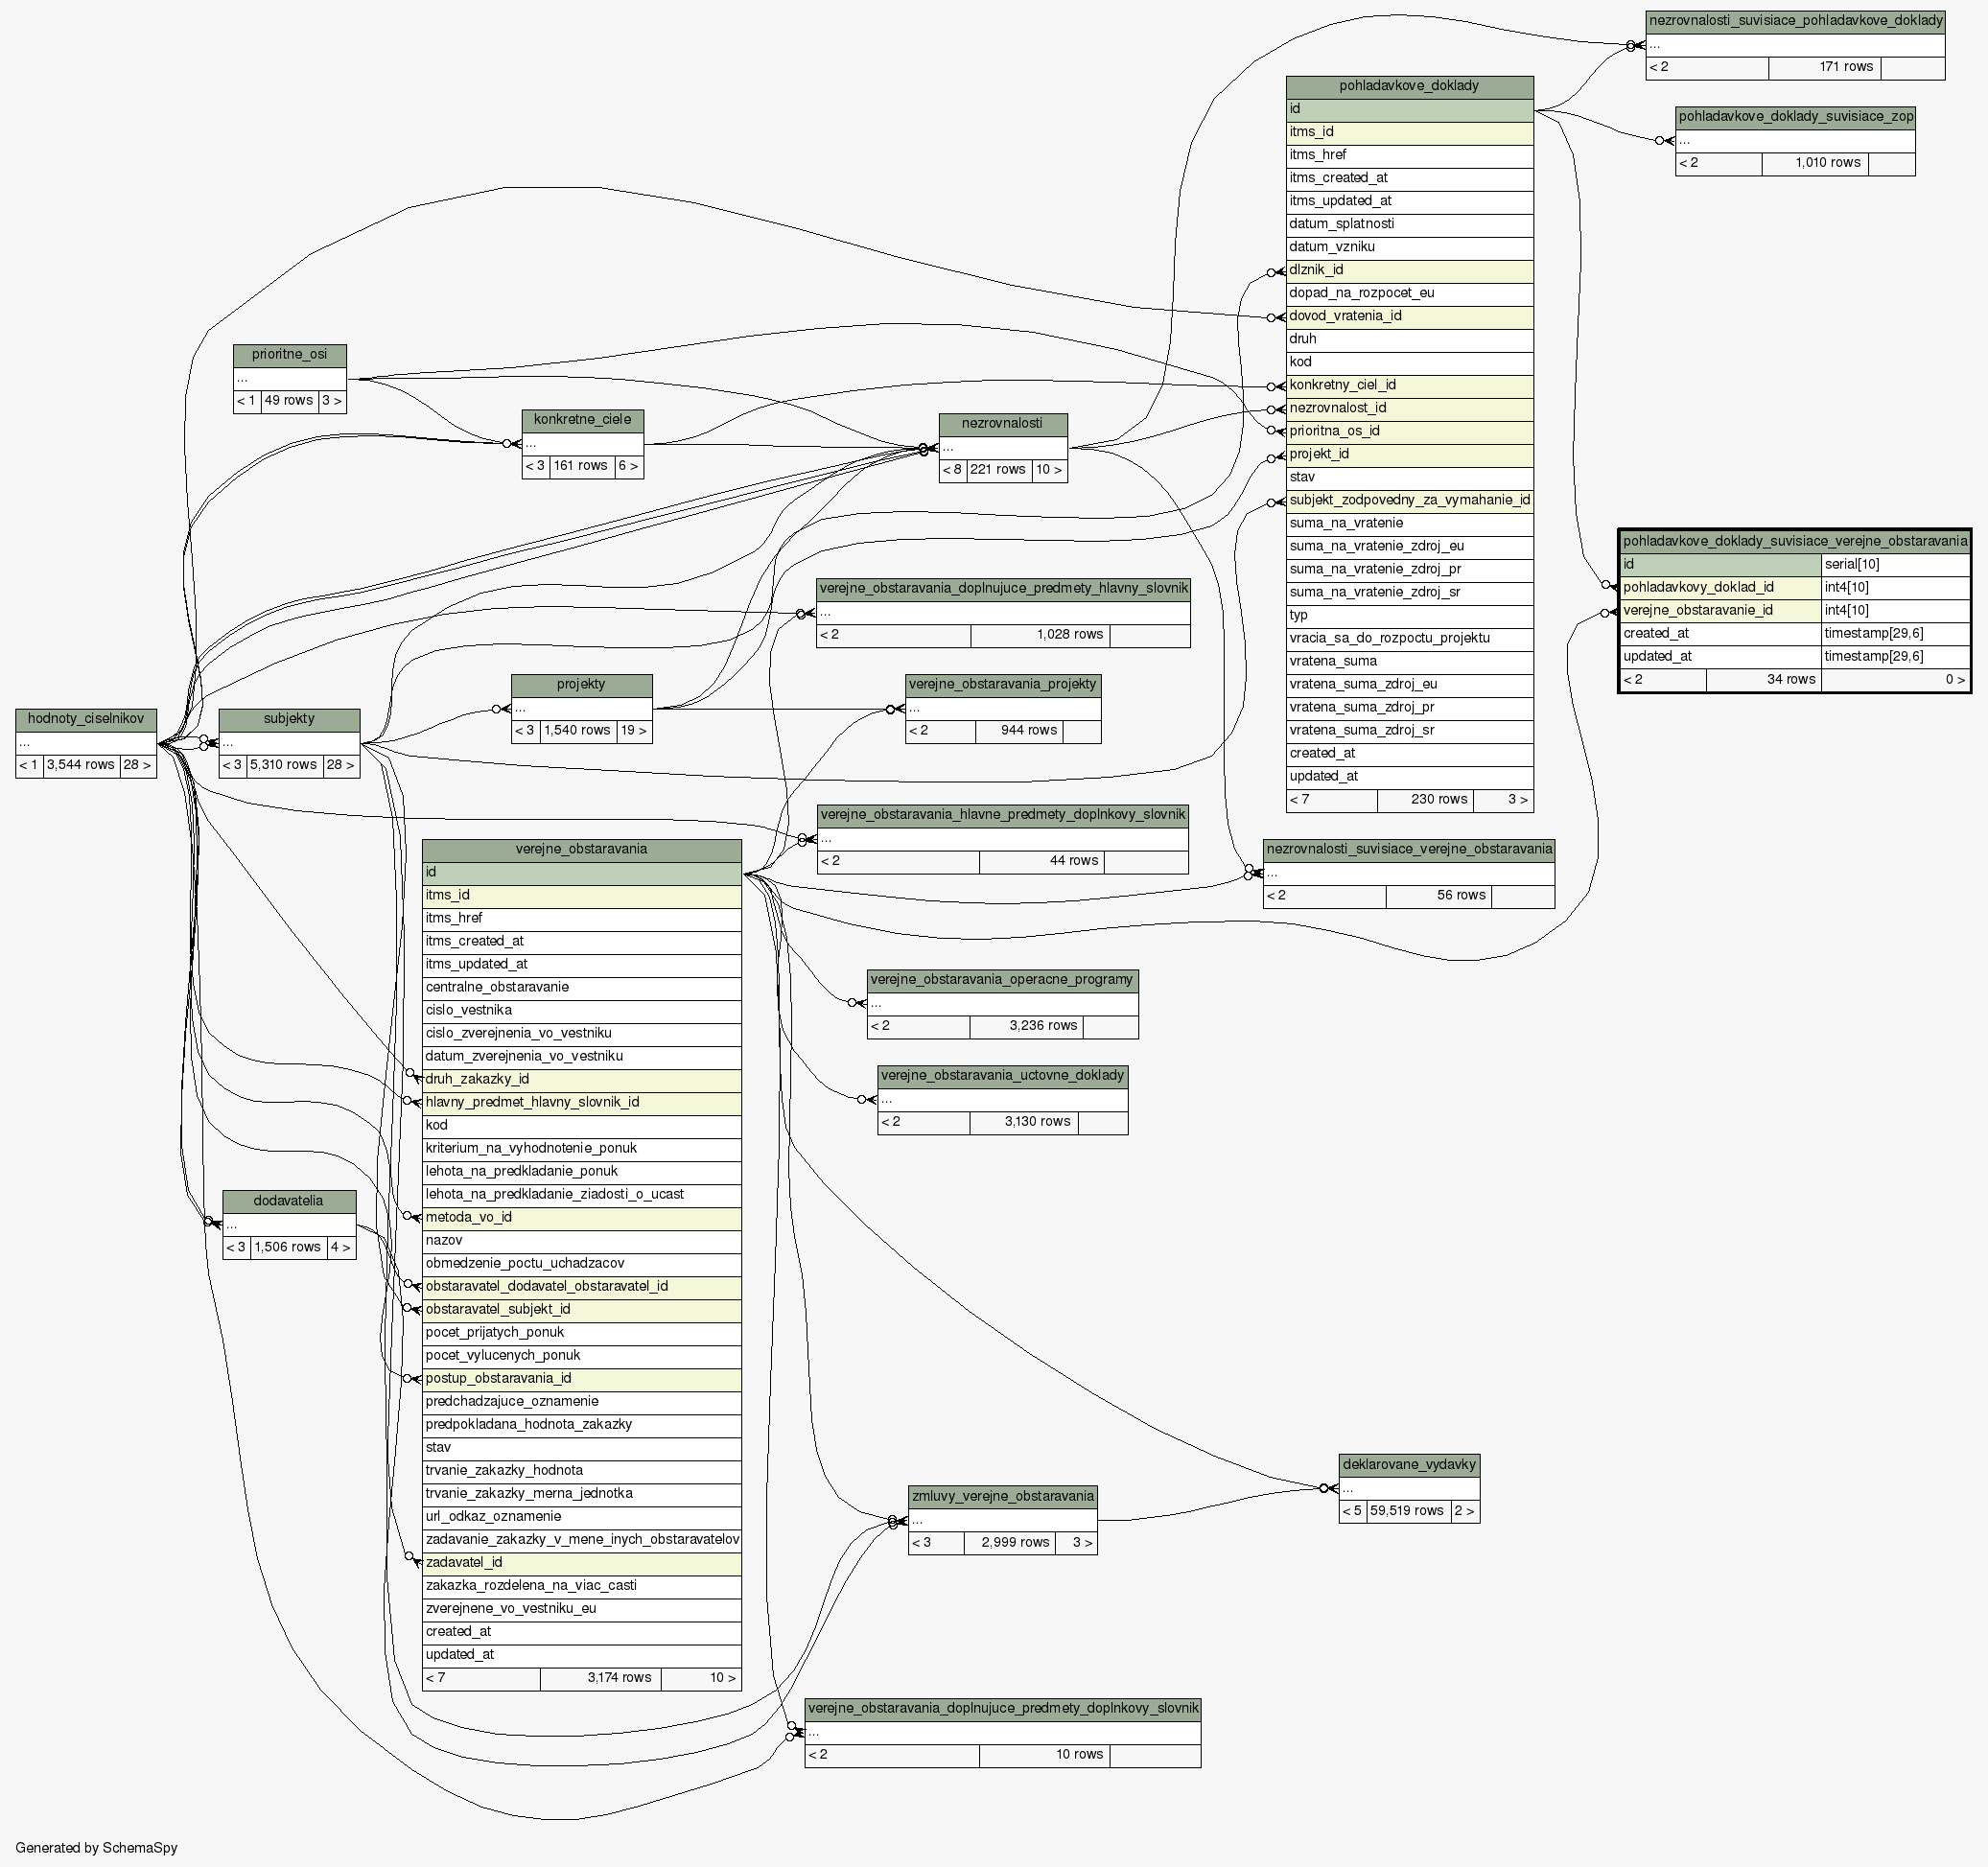 nezrovnalosti_suvisiace_pohladavkove_doklady
...
< 2 171 rows
pohladavkove_doklady_suvisiace_zop
...
< 2 1,010 rows
pohladavkove_doklady
id
itms_id
itms_href
itms_created_at
itms_updated_at
datum_splatnosti
datum_vzniku
dlznik_id
dopad_na_rozpocet_eu
dovod_vratenia_id
druh
kod
konkretny_ciel_id
nezrovnalost_id
prioritna_os_id
projekt_id
stav
subjekt_zodpovedny_za_vymahanie_id
suma_na_vratenie
suma_na_vratenie_zdroj_eu
suma_na_vratenie_zdroj_pr
suma_na_vratenie_zdroj_sr
typ
vracia_sa_do_rozpoctu_projektu
vratena_suma
vratena_suma_zdroj_eu
vratena_suma_zdroj_pr
vratena_suma_zdroj_sr
created_at
updated_at
< 7 230 rows 3 >
prioritne_osi
...
< 1 49 rows 3 >
konkretne_ciele
...
< 3 161 rows 6 >
nezrovnalosti
...
< 8 221 rows 10 >
pohladavkove_doklady_suvisiace_verejne_obstaravania
id serial[10]
pohladavkovy_doklad_id int4[10]
verejne_obstaravanie_id int4[10]
created_at timestamp[29,6]
updated_at timestamp[29,6]
< 2 34 rows 0 >
verejne_obstaravania_doplnujuce_predmety_hlavny_slovnik
...
< 2 1,028 rows
projekty
...
< 3 1,540 rows 19 >
verejne_obstaravania_projekty
...
< 2 944 rows
hodnoty_ciselnikov
...
< 1 3,544 rows 28 >
subjekty
...
< 3 5,310 rows 28 >
verejne_obstaravania_hlavne_predmety_doplnkovy_slovnik
...
< 2 44 rows
nezrovnalosti_suvisiace_verejne_obstaravania
...
< 2 56 rows
verejne_obstaravania
id
itms_id
itms_href
itms_created_at
itms_updated_at
centralne_obstaravanie
cislo_vestnika
cislo_zverejnenia_vo_vestniku
datum_zverejnenia_vo_vestniku
druh_zakazky_id
hlavny_predmet_hlavny_slovnik_id
kod
kriterium_na_vyhodnotenie_ponuk
lehota_na_predkladanie_ponuk
lehota_na_predkladanie_ziadosti_o_ucast
metoda_vo_id
nazov
obmedzenie_poctu_uchadzacov
obstaravatel_dodavatel_obstaravatel_id
obstaravatel_subjekt_id
pocet_prijatych_ponuk
pocet_vylucenych_ponuk
postup_obstaravania_id
predchadzajuce_oznamenie
predpokladana_hodnota_zakazky
stav
trvanie_zakazky_hodnota
trvanie_zakazky_merna_jednotka
url_odkaz_oznamenie
zadavanie_zakazky_v_mene_inych_obstaravatelov
zadavatel_id
zakazka_rozdelena_na_viac_casti
zverejnene_vo_vestniku_eu
created_at
updated_at
< 7 3,174 rows 10 >
verejne_obstaravania_operacne_programy
...
< 2 3,236 rows
verejne_obstaravania_uctovne_doklady
...
< 2 3,130 rows
dodavatelia
...
< 3 1,506 rows 4 >
deklarovane_vydavky
...
< 5 59,519 rows 2 >
zmluvy_verejne_obstaravania
...
< 3 2,999 rows 3 >
verejne_obstaravania_doplnujuce_predmety_doplnkovy_slovnik
...
< 2 10 rows
Generated by SchemaSpy